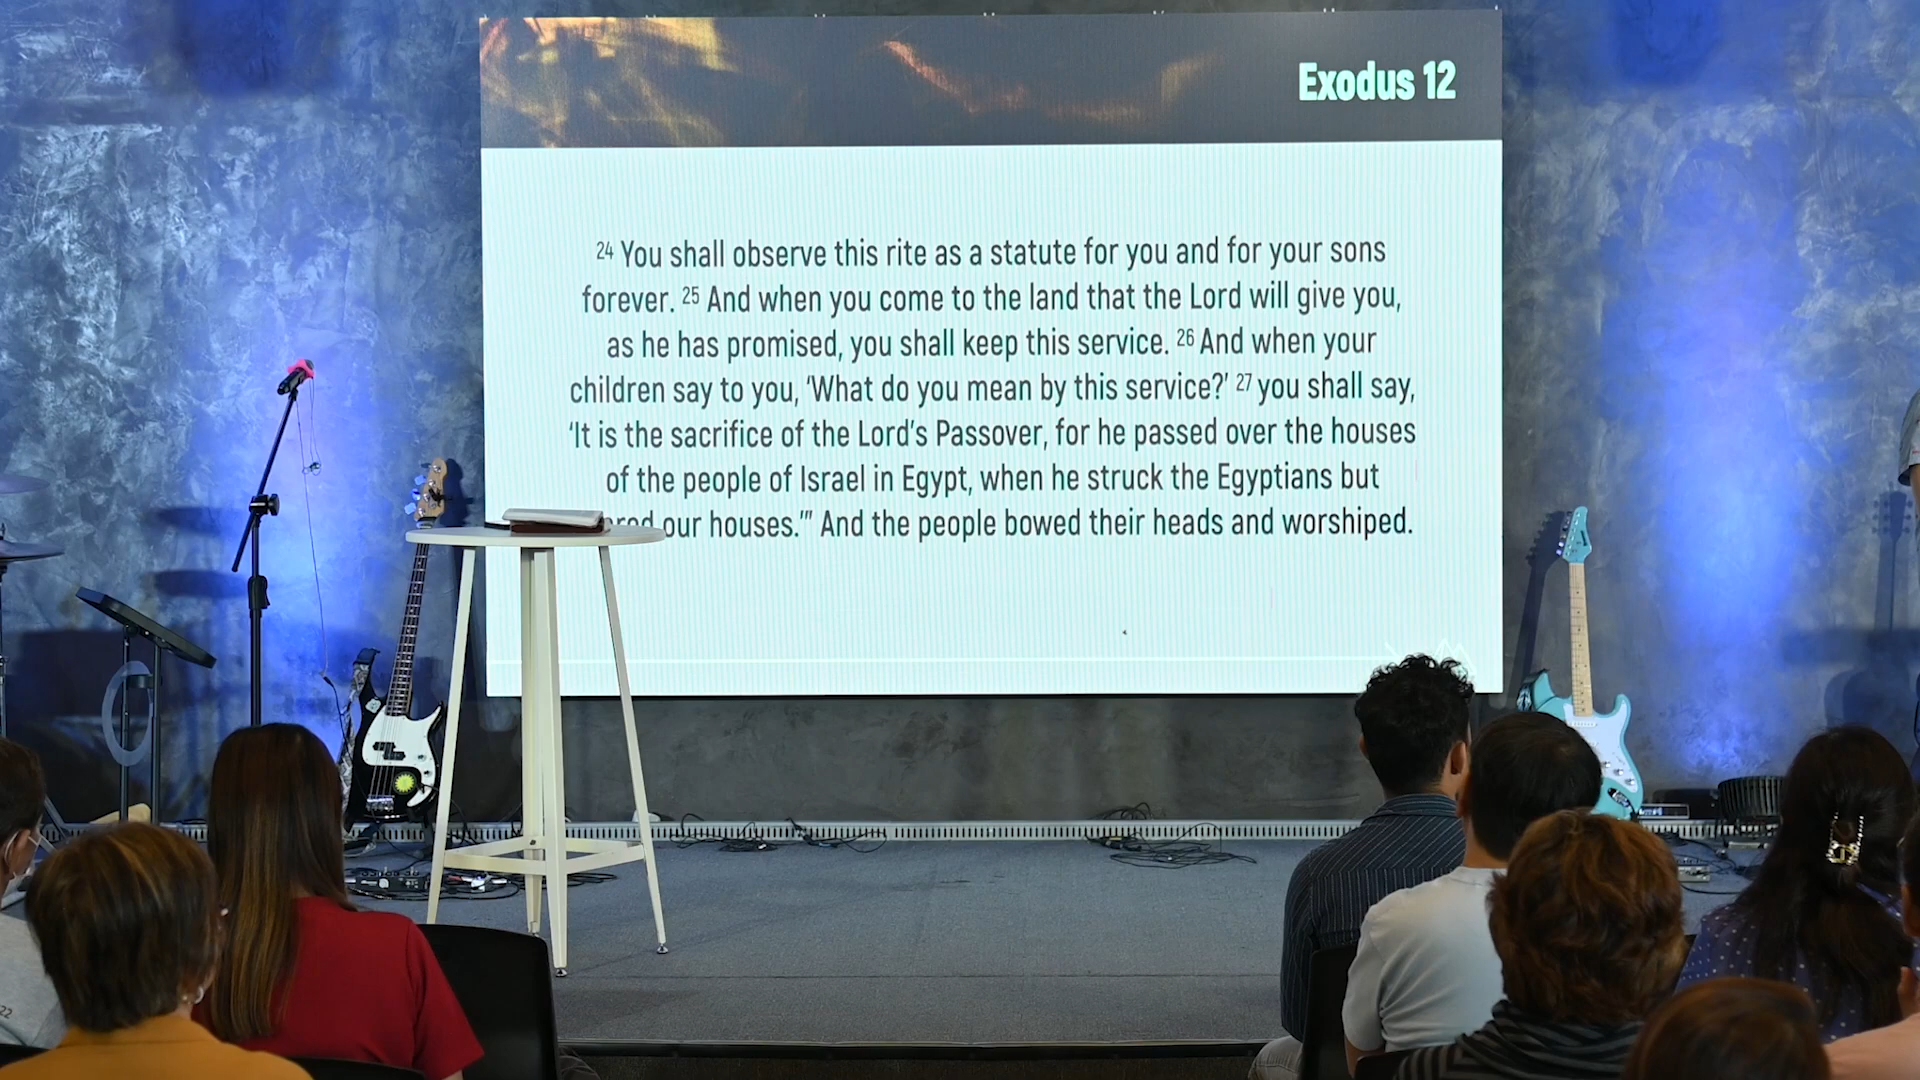 Exodus 12
24 You shall observe this rite as a statute for you and for your sons
forever. 25 And when you come to the land that the Lord will give you,
as he has promised, you shall keep this service. 26 And when your
children say to you, ‘What do you mean by this service?’ 27 you shall say,
‘It is the sacrifice of the Lord’s Passover, for he passed over the houses
of the people of Israel in Egypt, when he struck the Egyptians but
our houses.’” And the people bowed their heads and worshiped.
22